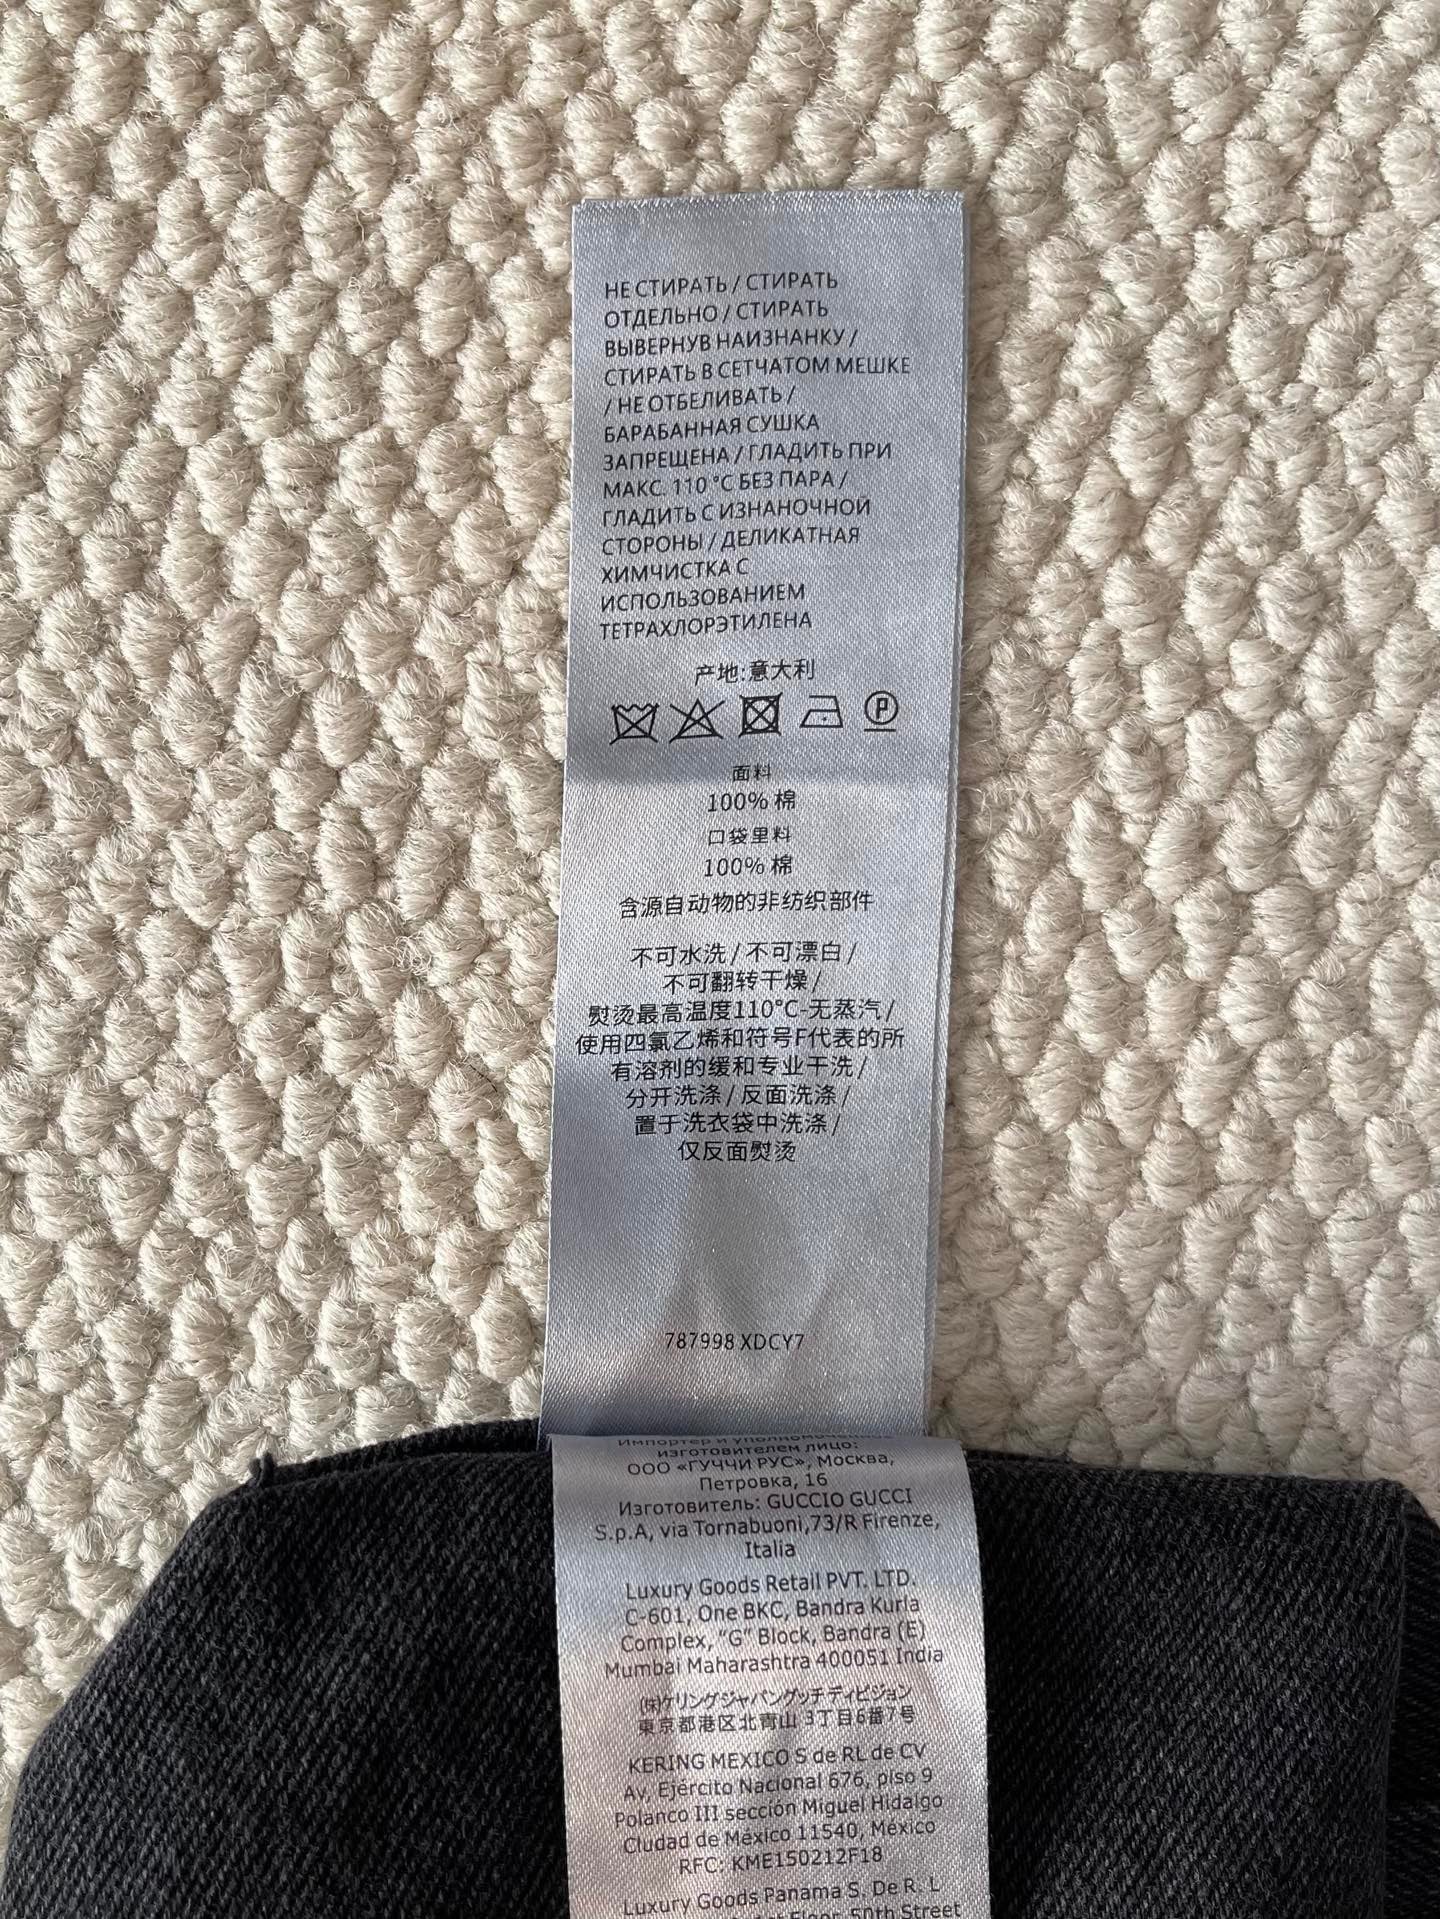 НЕ СТИРАТЬ / СТИРАТЬ
ОТДЕЛЬНО / СТИРАТЬ
ВЫВЕРНУВ НАИЗНАНКУ /
СТИРАТЬ В СЕТЧАТОМ МЕШКЕ
/ НЕ ОТБЕЛИВАТЬ /
БАРАБАННАЯ СУШКА
ЗАПРЕЩЕНА / ГЛАДИТЬ ПРИ
МАКС. 110 °C БЕЗ ПАРА /
ГЛАДИТЬ С ИЗНАНОЧНОЙ
СТОРОНЫ / ДЕЛИКАТНАЯ
ХИМЧИСТКА С
ИСПОЛЬЗОВАНИЕМ
ТЕТРАХЛОРЭТИЛЕНА
产地:意大利
P
面料
100% 棉
口袋里料
100% 棉
含源自动物的非纺织部件
不可水洗 / 不可漂白 /
不可翻转干燥 /
熨烫最高温度110°C-无蒸汽 /
使用四氯乙烯和符号F代表的所
有溶剂的缓和专业干洗 /
分开洗涤 / 反面洗涤 /
置于洗衣袋中洗涤 /
仅反面熨烫
787998 XDCY7
Импортер и уполномоченное
изготовителем лицо:
ООО «ГУЧЧИ РУС», Москва,
Петровка, 16
Изготовитель: GUCCIO GUCCI
S.p.A, via Tornabuoni,73/R Firenze,
Italia
Luxury Goods Retail PVT. LTD.
C-601, One BKC, Bandra Kurla
Complex, "G" Block, Bandra (E)
Mumbai Maharashtra 400051 India
(株)ケリングジャパングッチ ディビジョン
東京都港区北青山 3丁目6番7号
KERING MEXICO S de RL de CV
Av, Ejército Nacional 676, piso 9
Polanco III sección Miguel Hidalgo
Ciudad de México 11540, México
RFC: KME150212F18
Luxury Goods Panama S. De R. L
Floor, 50th Street